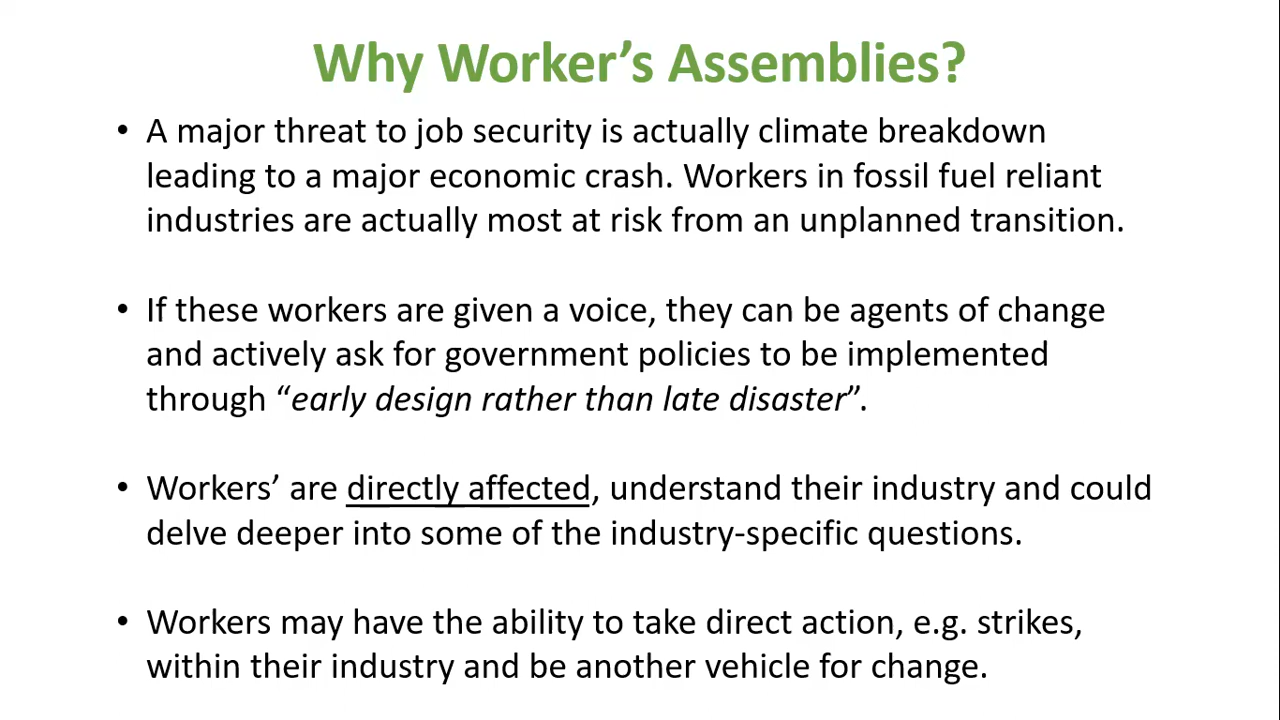 Why Worker’s Assemblies?
• A major threat to job security is actually climate breakdown
leading to a major economic crash. Workers in fossil fuel reliant
industries are actually most at risk from an unplanned transition.
• If these workers are given a voice, they can be agents of change
and actively ask for government policies to be implemented
through “early design rather than late disaster”.
• Workers’ are directly affected, understand their industry and could
delve deeper into some of the industry-specific questions.
• Workers may have the ability to take direct action, e.g. strikes,
within their industry and be another vehicle for change.